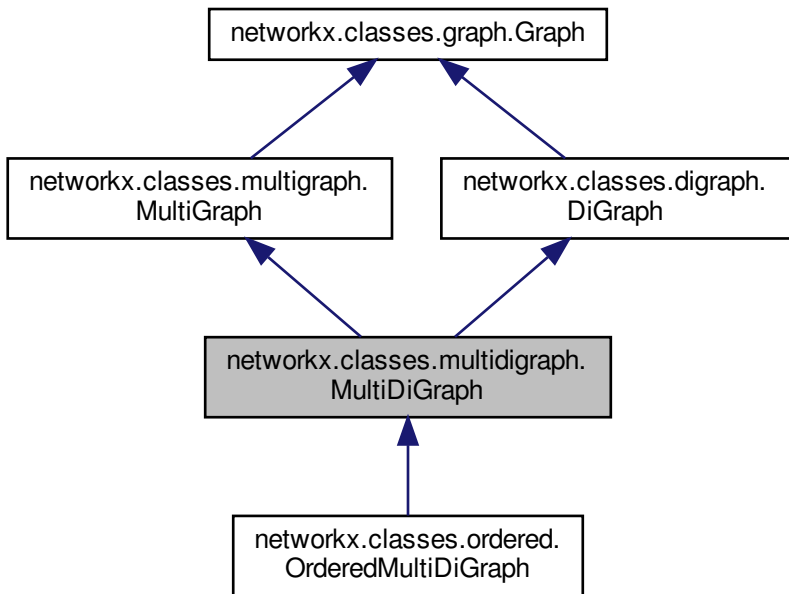 networkx.classes.graph.Graph
networkx.classes.multigraph.
MultiGraph
networkx.classes.digraph.
DiGraph
networkx.classes.multidigraph.
MultiDiGraph
networkx.classes.ordered.
OrderedMultiDiGraph